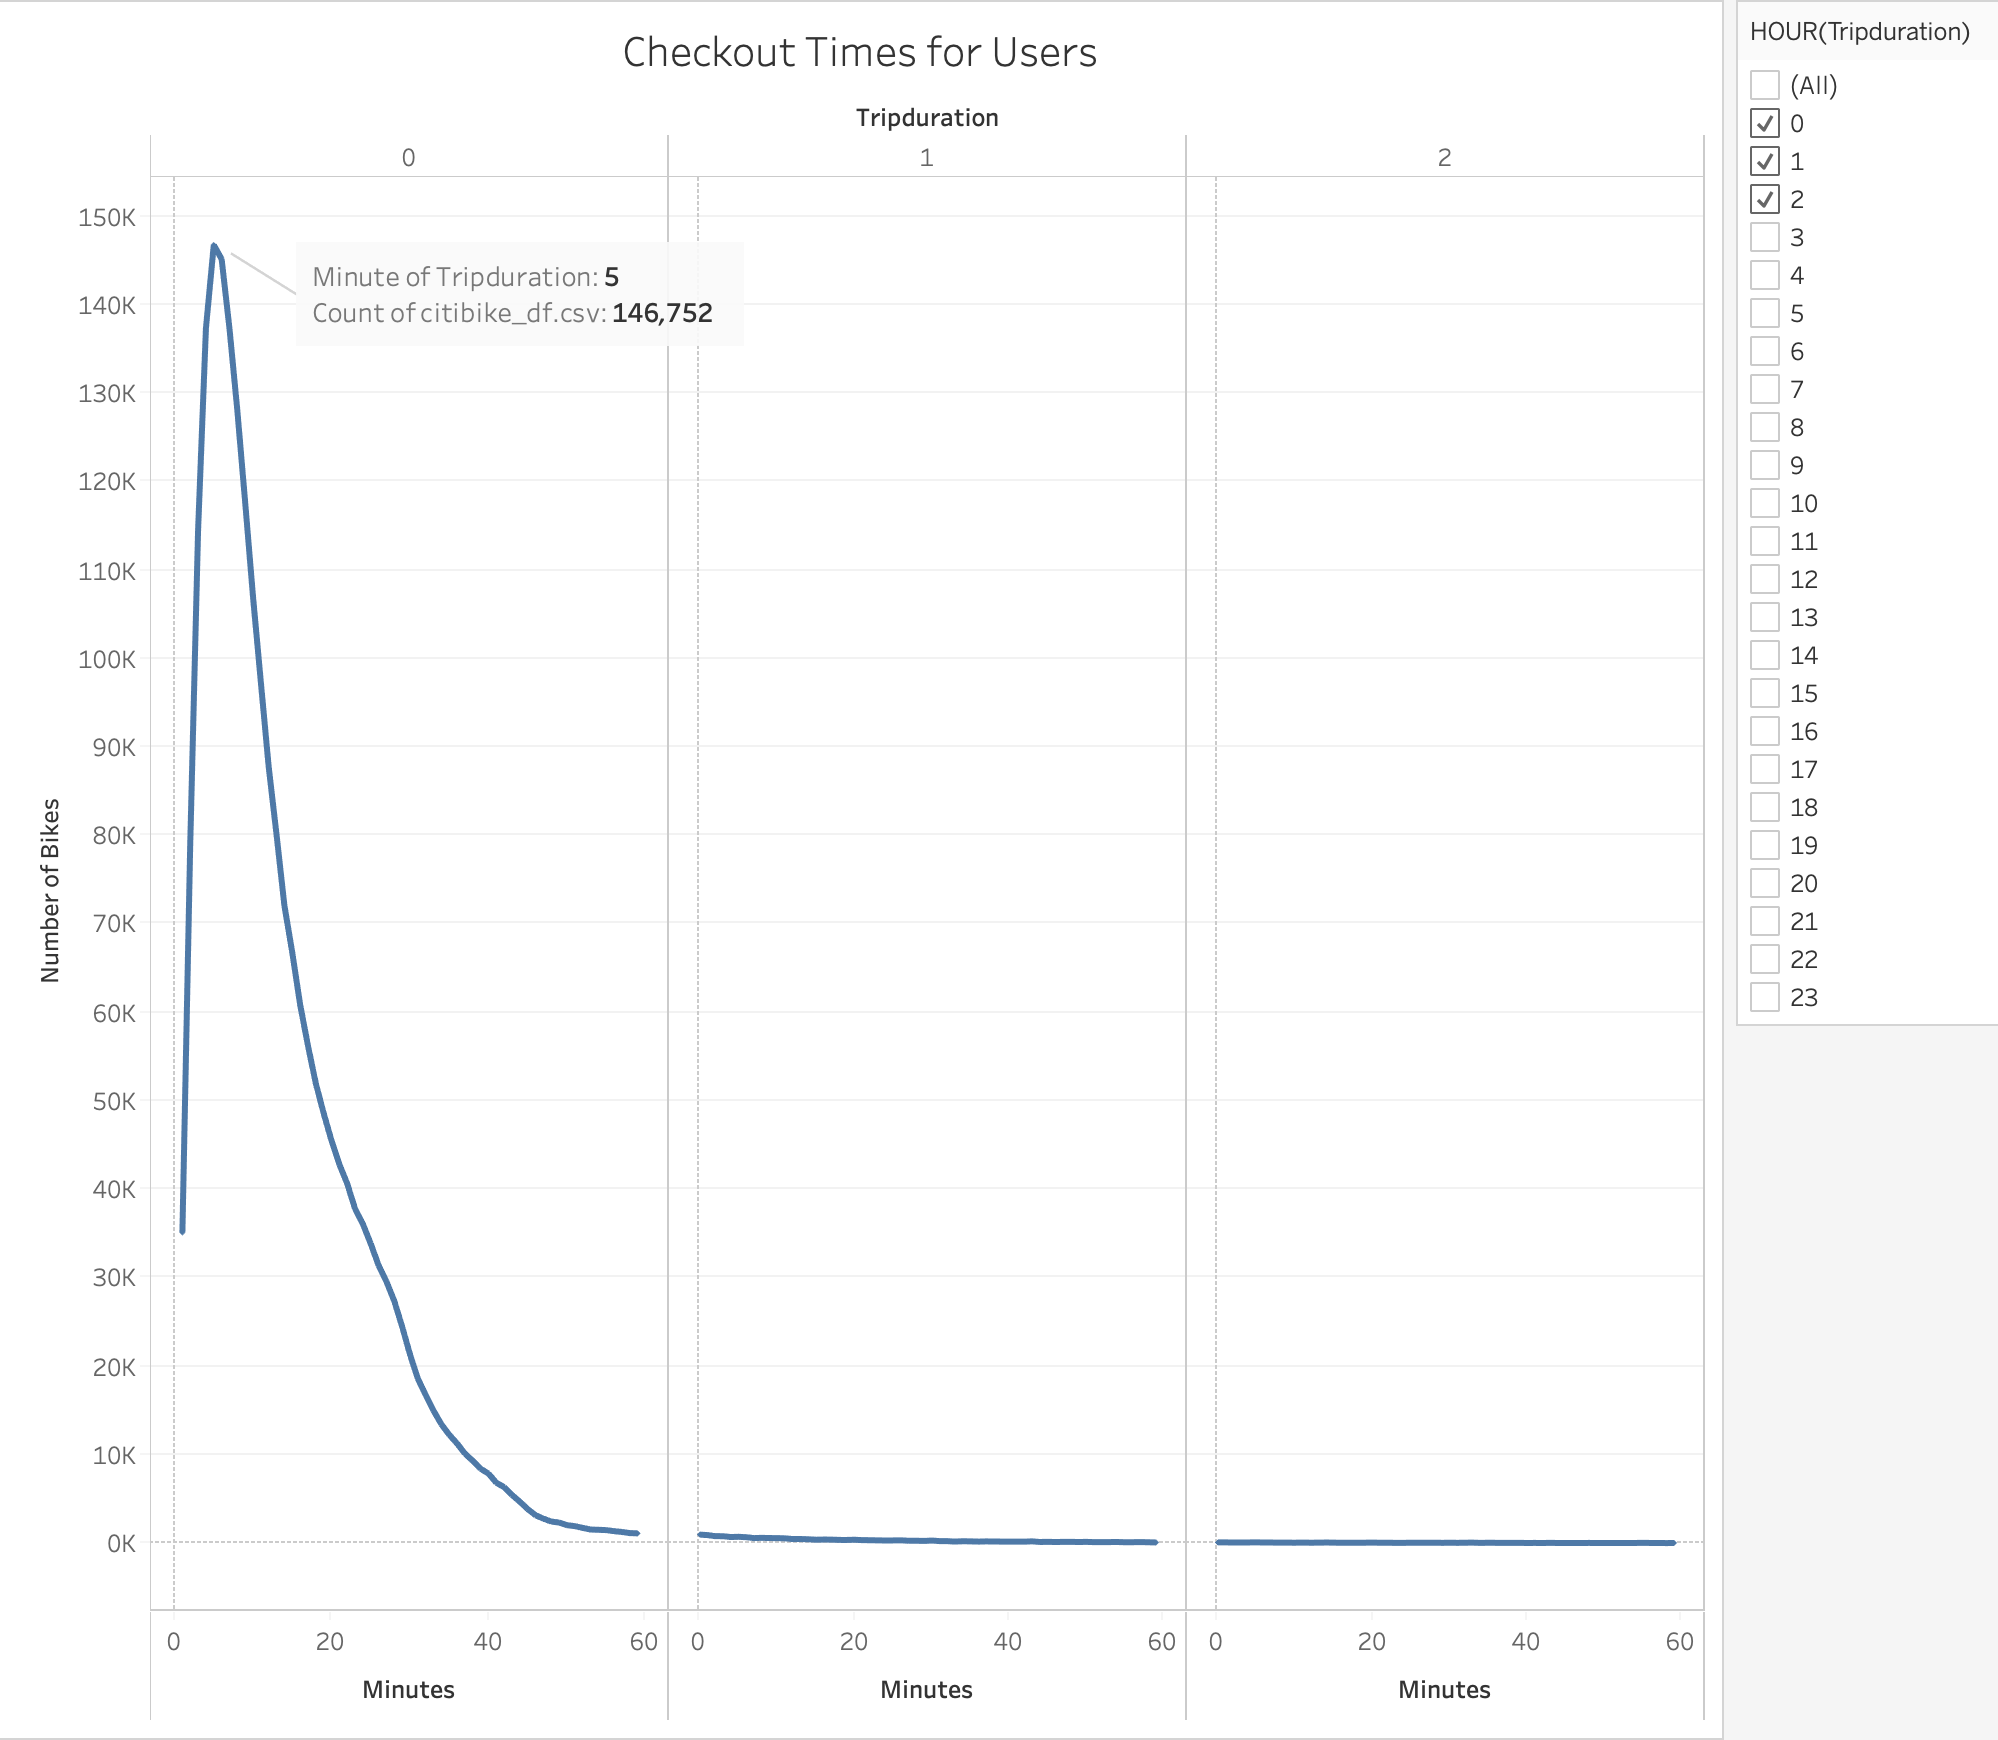 Checkout Times for Users
Tripduration
0 1 2
150K
140K
130K
120K
110K
100K
90K
80K
70K
60K
50K
40K
30K
20K
10K
0K
Number of Bikes
Minute of Tripduration: 5
Count of citibike_df.csv: 146,752
0 20 40 60 0 20 40 60 0 20 40 60
Minutes Minutes Minutes
HOUR(Tripduration)
(All)
0
1
2
3
4
5
6
7
8
9
10
11
12
13
14
15
16
17
18
19
20
21
22
23